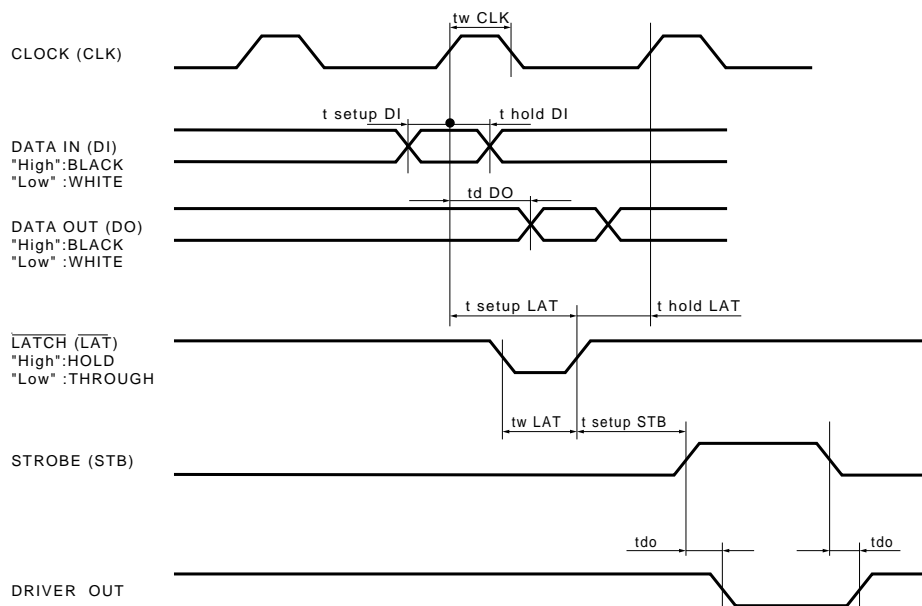 tw CLK
CLOCK (CLK)
t setup DI
t hold DI
DATA IN (DI)
"High":BLACK
"Low" :WHITE
td DO
DATA OUT (DO)
"High":BLACK
"Low" :WHITE
t setup LAT
t hold LAT
LATCH (LAT)
"High":HOLD
"Low" :THROUGH
tw LAT
t setup STB
STROBE (STB)
tdo
tdo
DRIVER OUT